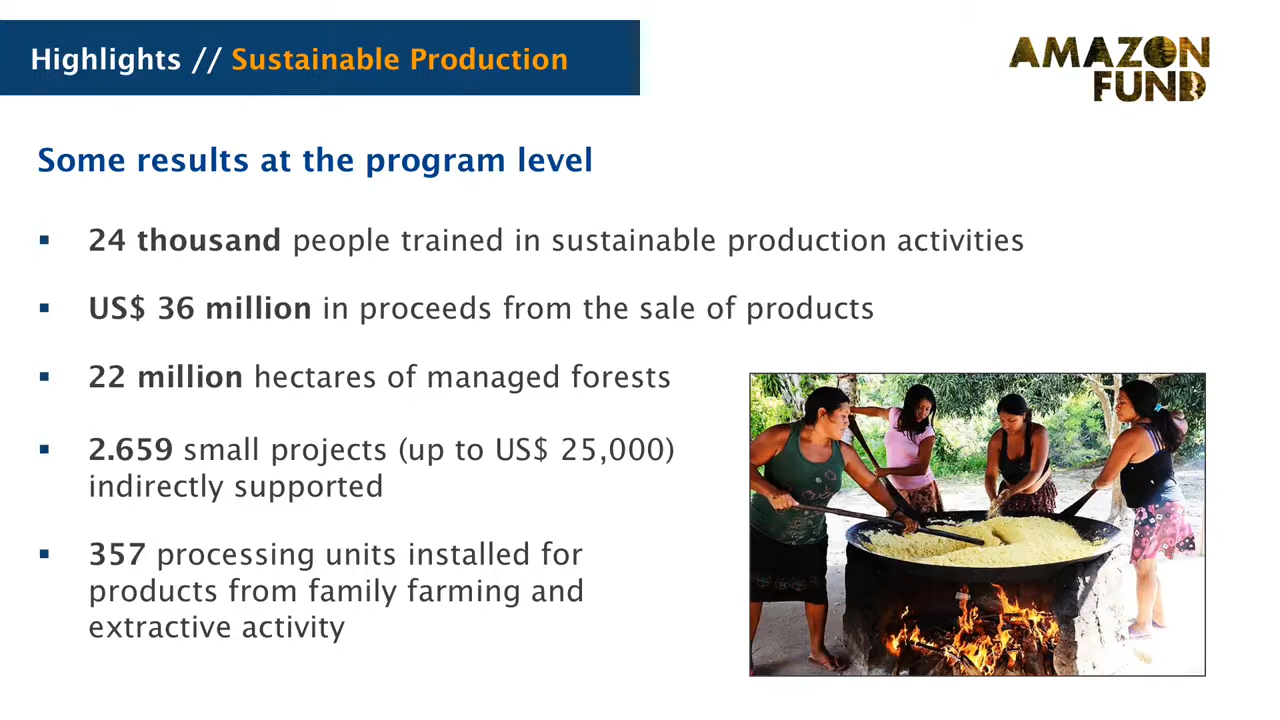 Highlights // Sustainable Production
AMAZON
FUND
Some results at the program level
▪ 24 thousand people trained in sustainable production activities
▪ US$ 36 million in proceeds from the sale of products
▪ 22 million hectares of managed forests
▪ 2.659 small projects (up to US$ 25,000)
indirectly supported
▪ 357 processing units installed for
products from family farming and
extractive activity